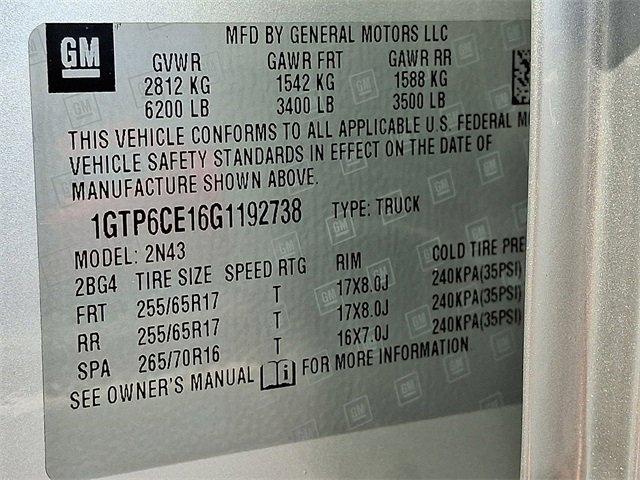 GM
MFD BY GENERAL MOTORS LLC
GVWR GAWR FRT GAWR RR
2812 KG 1542 KG 1588 KG
6200 LB 3400 LB 3500 LB
THIS VEHICLE CONFORMS TO ALL APPLICABLE U.S. FEDERAL M
VEHICLE SAFETY STANDARDS IN EFFECT ON THE DATE OF
MANUFACTURE SHOWN ABOVE.
1GTP6CE16G1192738 TYPE: TRUCK
MODEL: 2N43
2BG4 TIRE SIZE SPEED RTG RIM COLD TIRE PRE
FRT 255/65R17 T 17X8.0J 240KPA(35PSI)
RR 255/65R17 T 17X8.0J 240KPA(35PSI)
SPA 265/70R16 T 16X7.0J 240KPA(35PSI)
SEE OWNER'S MANUAL i FOR MORE INFORMATION